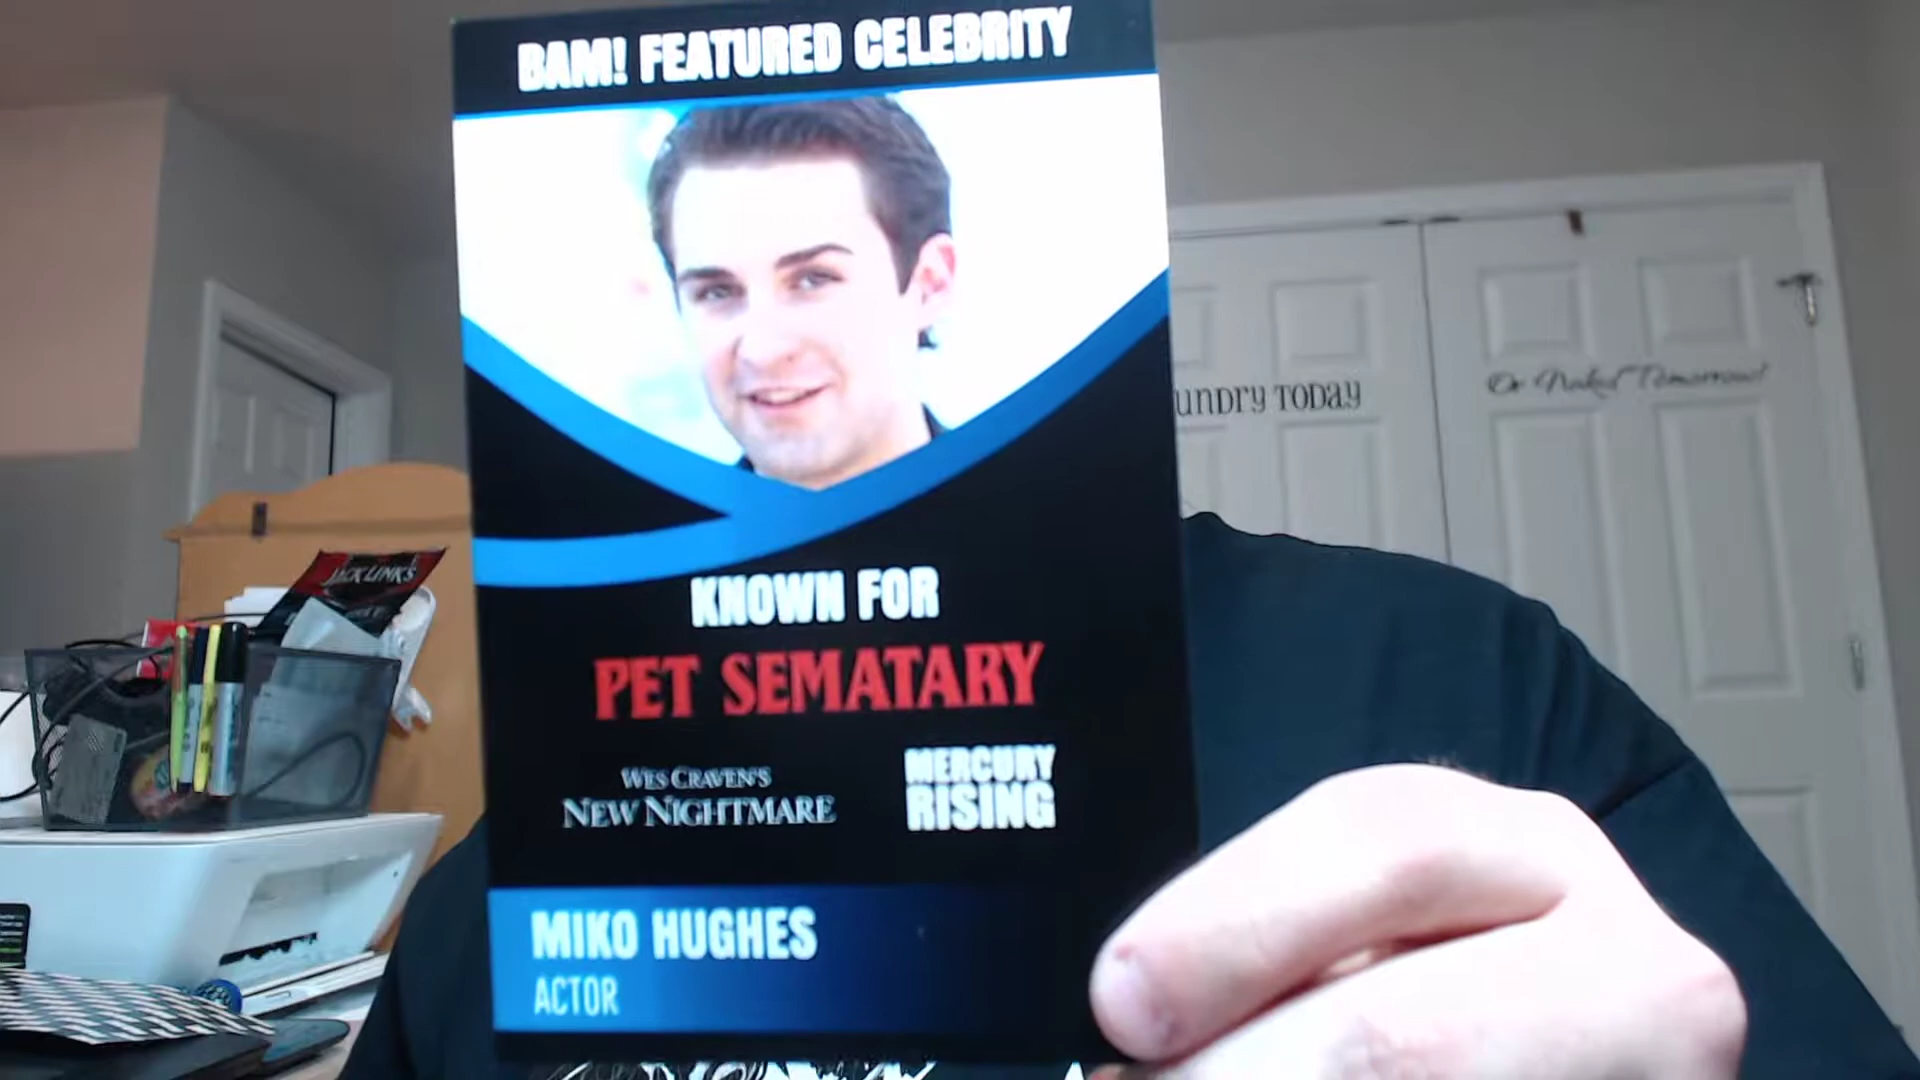 BAM! FEATURED CELEBRITY
KNOWN FOR
PET SEMATARY
WES CRAVEN'S
NEW NIGHTMARE
MERCURY
RISING
MIKO HUGHES
ACTOR
UNDRY TODAY
Or Naked Tomorrow!
JACK LINK'S